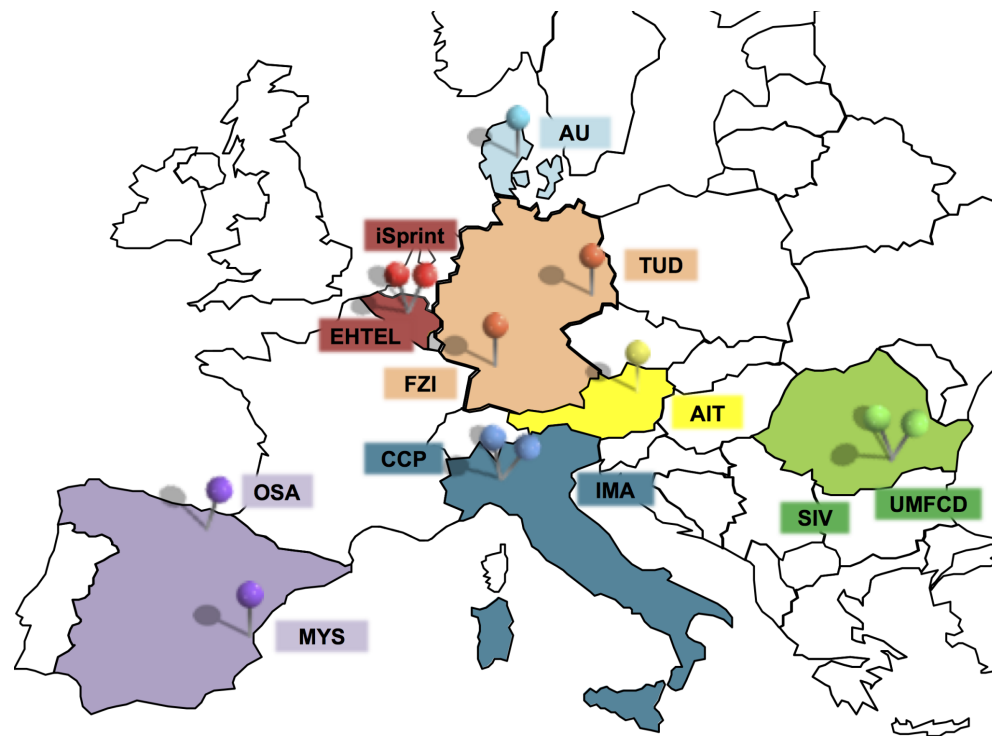 AU
iSprint
TUD
EHTEL
FZI
AIT
CCP
IMA
OSA
UMFCD
SIV
MYS